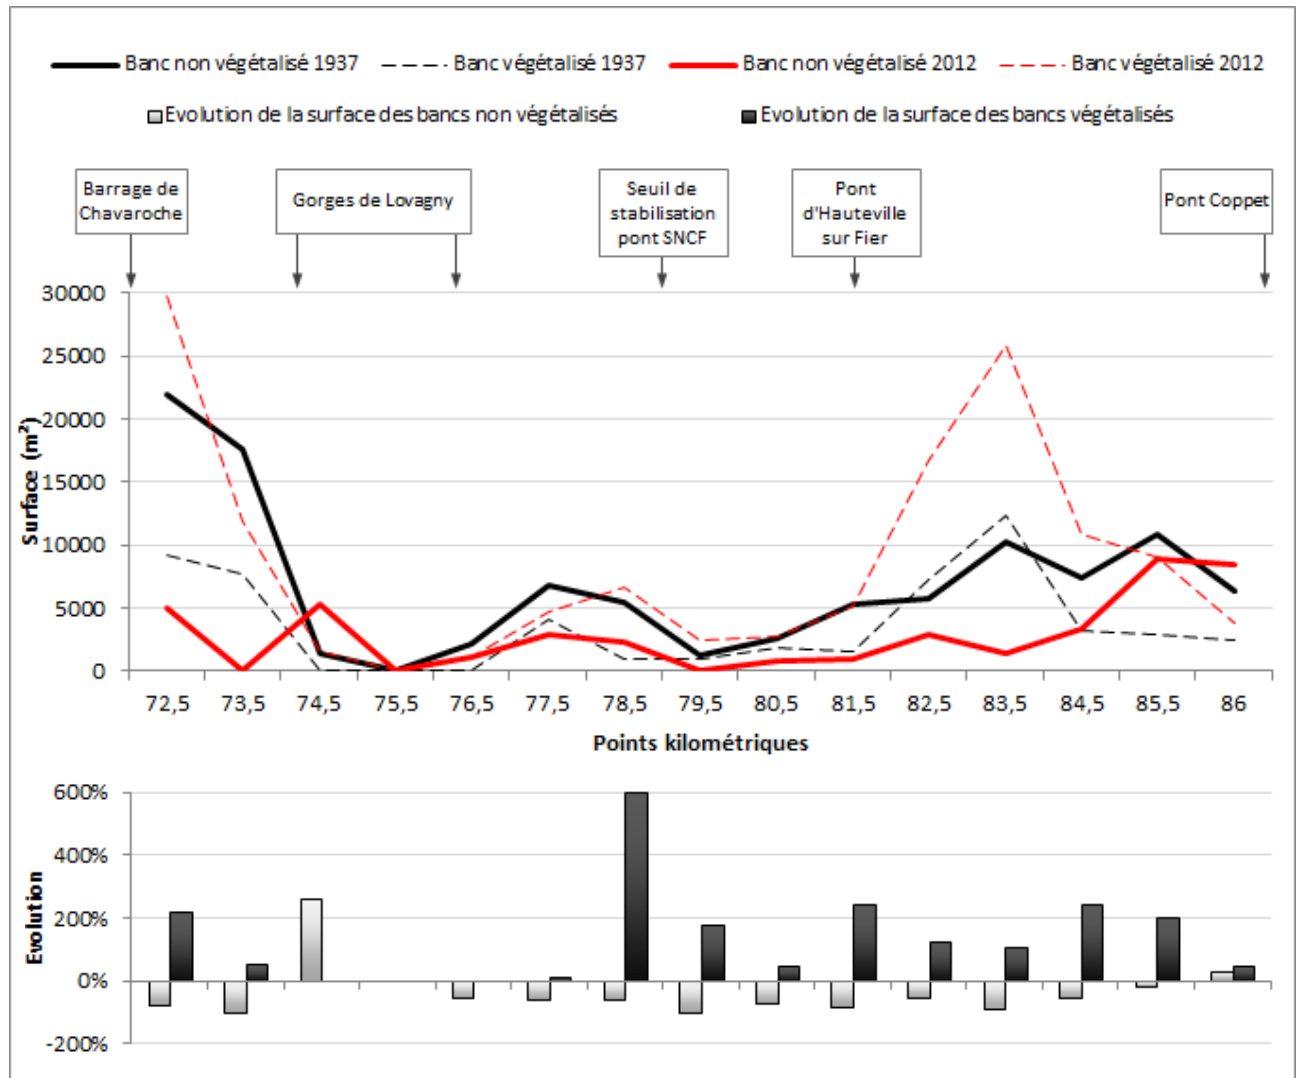 Banc non végétalisé 1937 Banc végétalisé 1937 Banc non végétalisé 2012 Banc végétalisé 2012
Evolution de la surface des bancs non végétalisés Evolution de la surface des bancs végétalisés
Barrage de
Chavaroche
Gorges de Lovagny
Seuil de
stabilisation
pont SNCF
Pont
d'Hauteville
sur Fier
Pont Coppet
Surface (m²)
30000
25000
20000
15000
10000
5000
0
72,5 73,5 74,5 75,5 76,5 77,5 78,5 79,5 80,5 81,5 82,5 83,5 84,5 85,5 86
Points kilométriques
Evolution
600%
400%
200%
0%
-200%